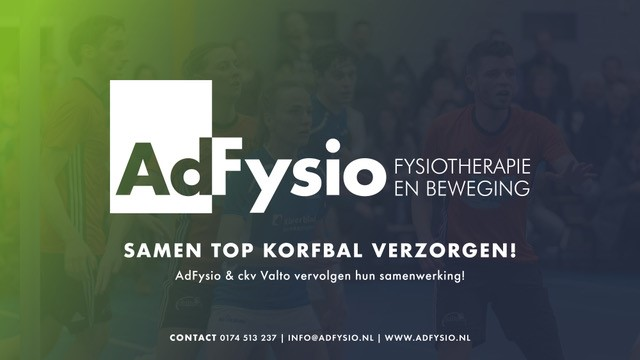 AdFysio
FYSIOTHERAPIE
EN BEWEGING
SAMEN TOP KORFBAL VERZORGEN!
AdFysio & ckv Valto vervolgen hun samenwerking!
CONTACT 0174 513 237 | INFO@ADFYSIO.NL | WWW.ADFYSIO.NL